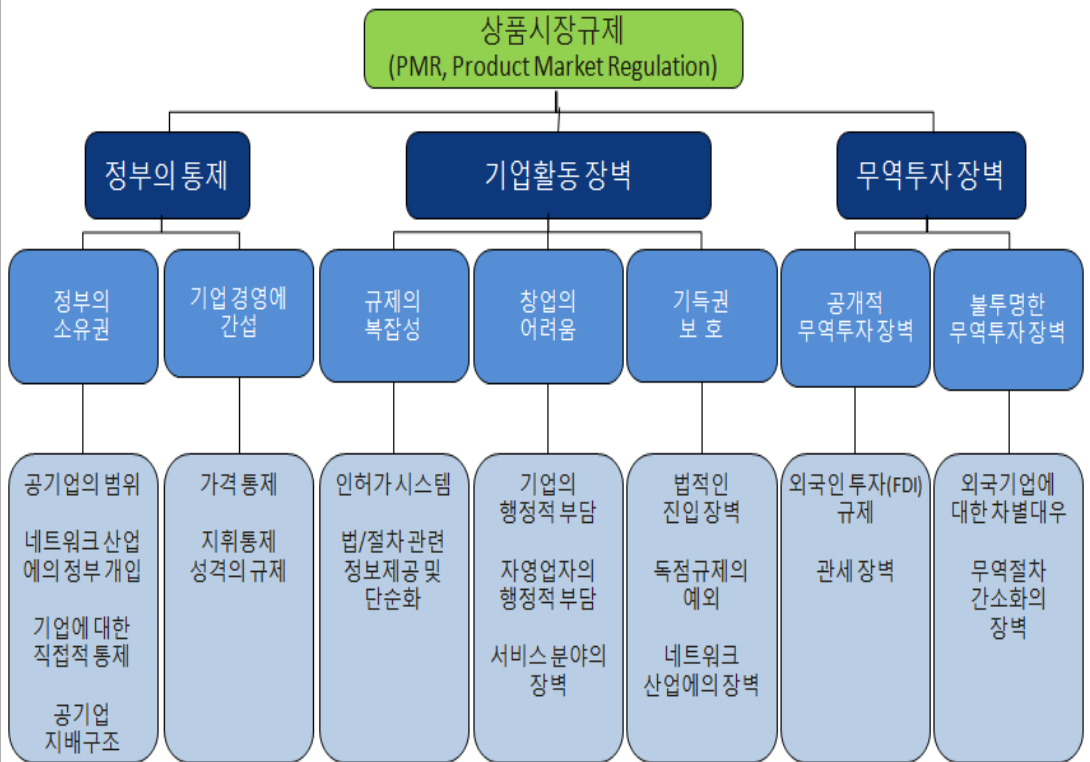 상품시장규제
(PMR, Product Market Regulation)
정부의 통제
기업활동 장벽
무역투자 장벽
정부의
소유권
기업 경영에
간섭
규제의
복잡성
창업의
어려움
기득권
보 호
공개적
무역투자 장벽
불투명한
무역투자 장벽
공기업의 범위
네트워크 산업
에의 정부 개입
기업에 대한
직접적 통제
공기업
지배구조
가격 통제
지휘통제
성격의 규제
인허가 시스템
법/절차 관련
정보제공 및
단순화
기업의
행정적 부담
자영업자의
행정적 부담
서비스 분야의
장벽
법적인
진입 장벽
독점규제의
예외
네트워크
산업에의 장벽
외국인 투자(FDI)
규제
관세 장벽
외국기업에
대한 차별대우
무역절차
간소화의
장벽